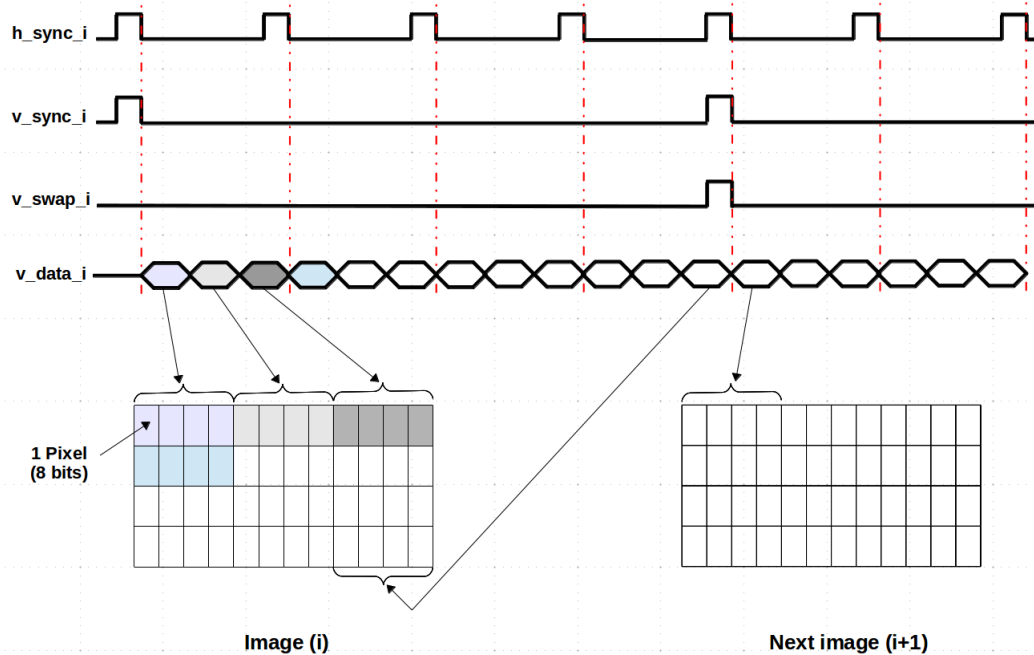 h_sync_i
v_sync_i
v_swap_i
v_data_i
1 Pixel
(8 bits)
Image (i)
Next image (i+1)